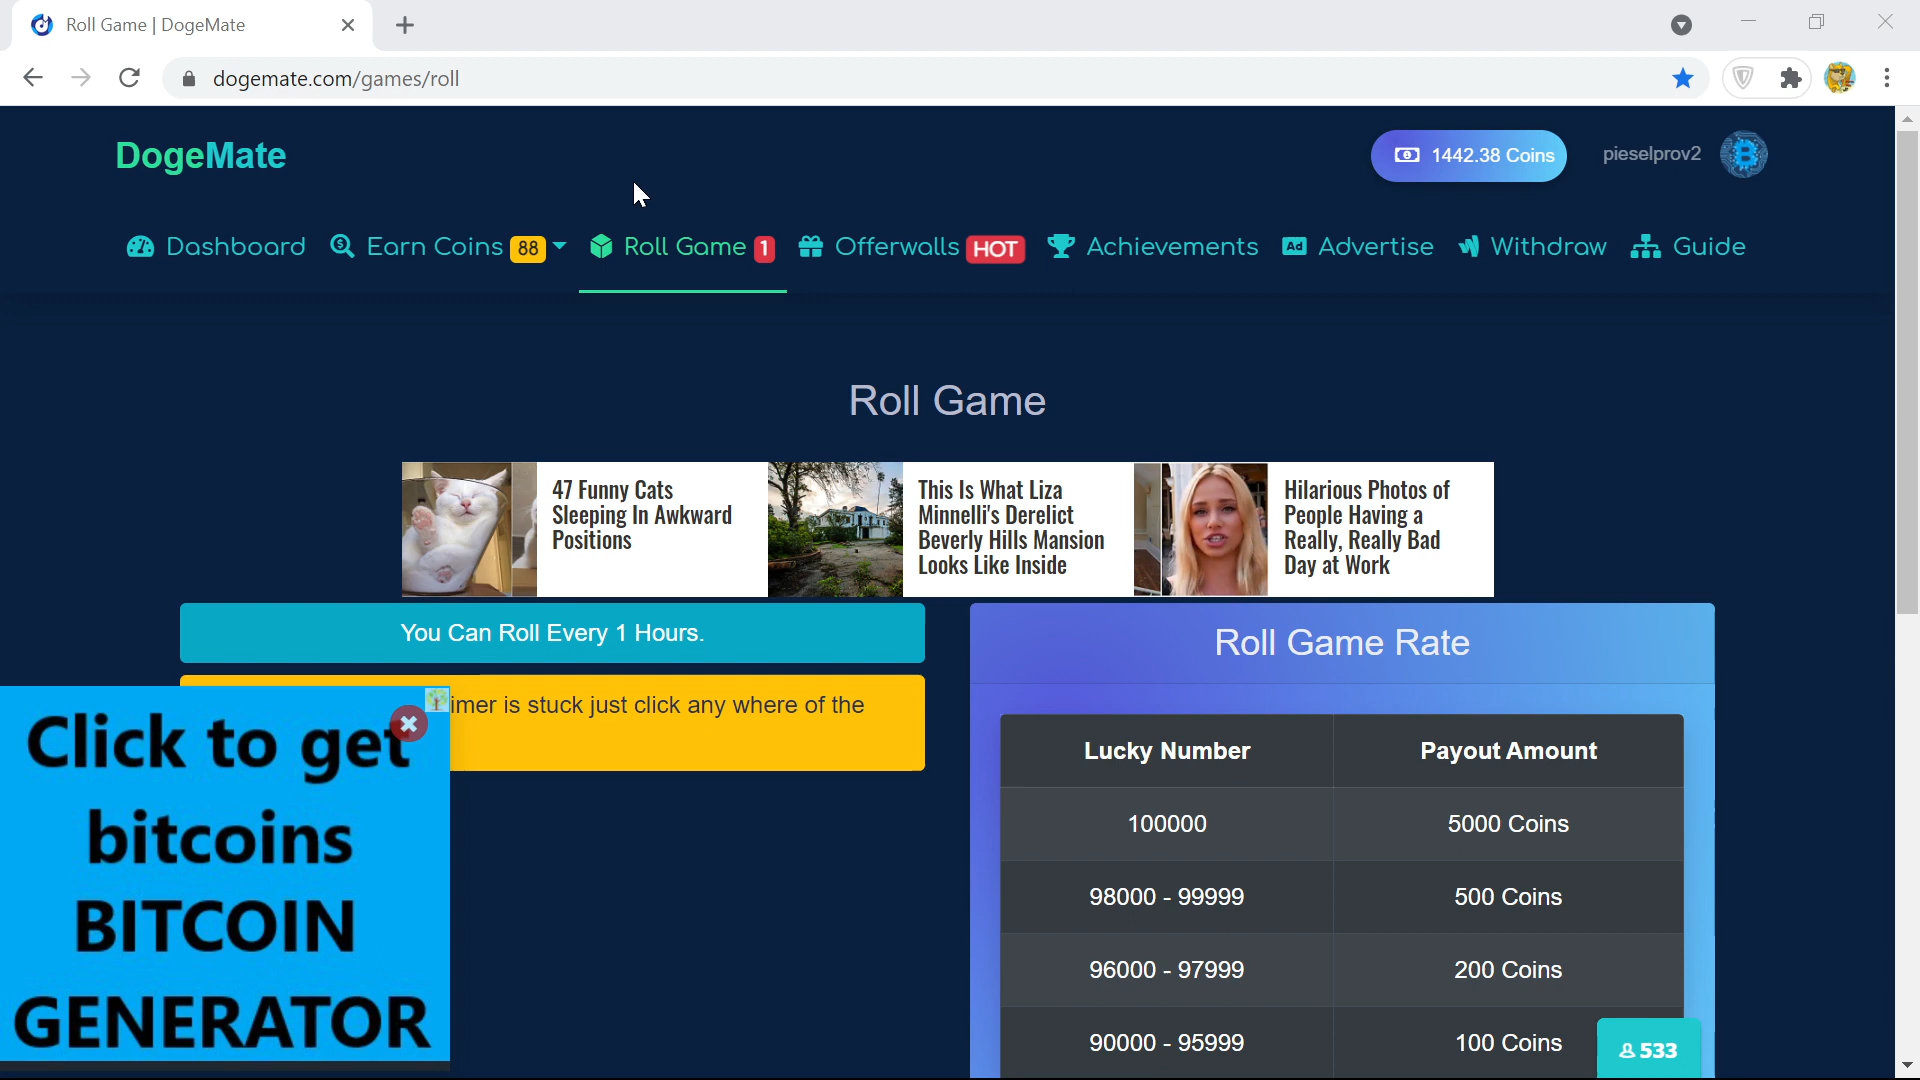 Roll Game | DogeMate
dogemate.com/games/roll
DogeMate
1442.38 Coins
pieselprov2
Dashboard
Earn Coins 88
Roll Game 1
Offerwalls HOT
Achievements
Ad Advertise
Withdraw
Guide
Roll Game
47 Funny Cats
Sleeping In Awkward
Positions
This Is What Liza
Minnelli's Derelict
Beverly Hills Mansion
Looks Like Inside
Hilarious Photos of
People Having a
Really, Really Bad
Day at Work
You Can Roll Every 1 Hours.
imer is stuck just click any where of the
Click to get
bitcoins
BITCOIN
GENERATOR
Roll Game Rate
Lucky Number Payout Amount
100000 5000 Coins
98000 - 99999 500 Coins
96000 - 97999 200 Coins
90000 - 95999 100 Coins
533